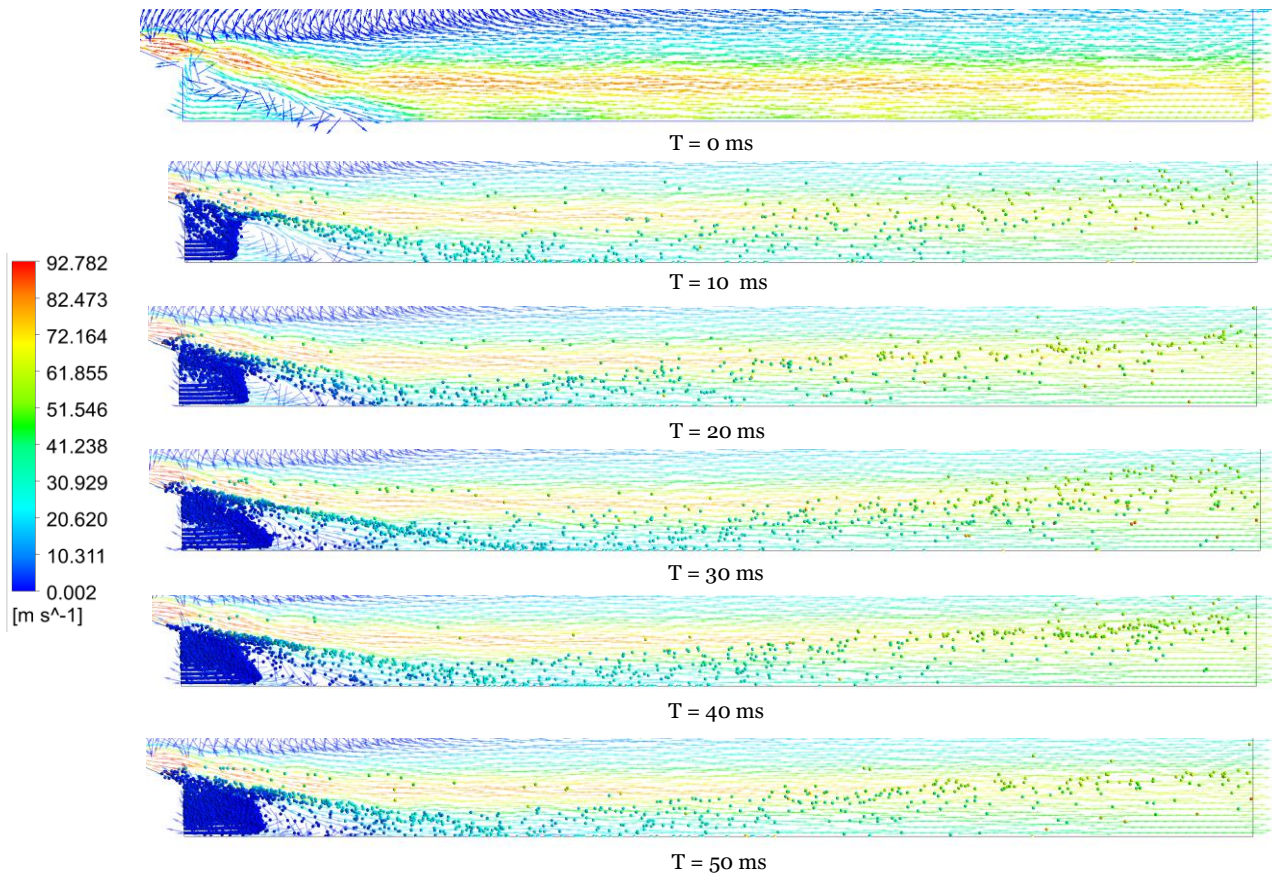 T = 0 ms
T = 10 ms
92.782
82.473
72.164
61.855
51.546
41.238
30.929
20.620
10.311
0.002
[m s^-1]
T = 20 ms
T = 30 ms
T = 40 ms
T = 50 ms